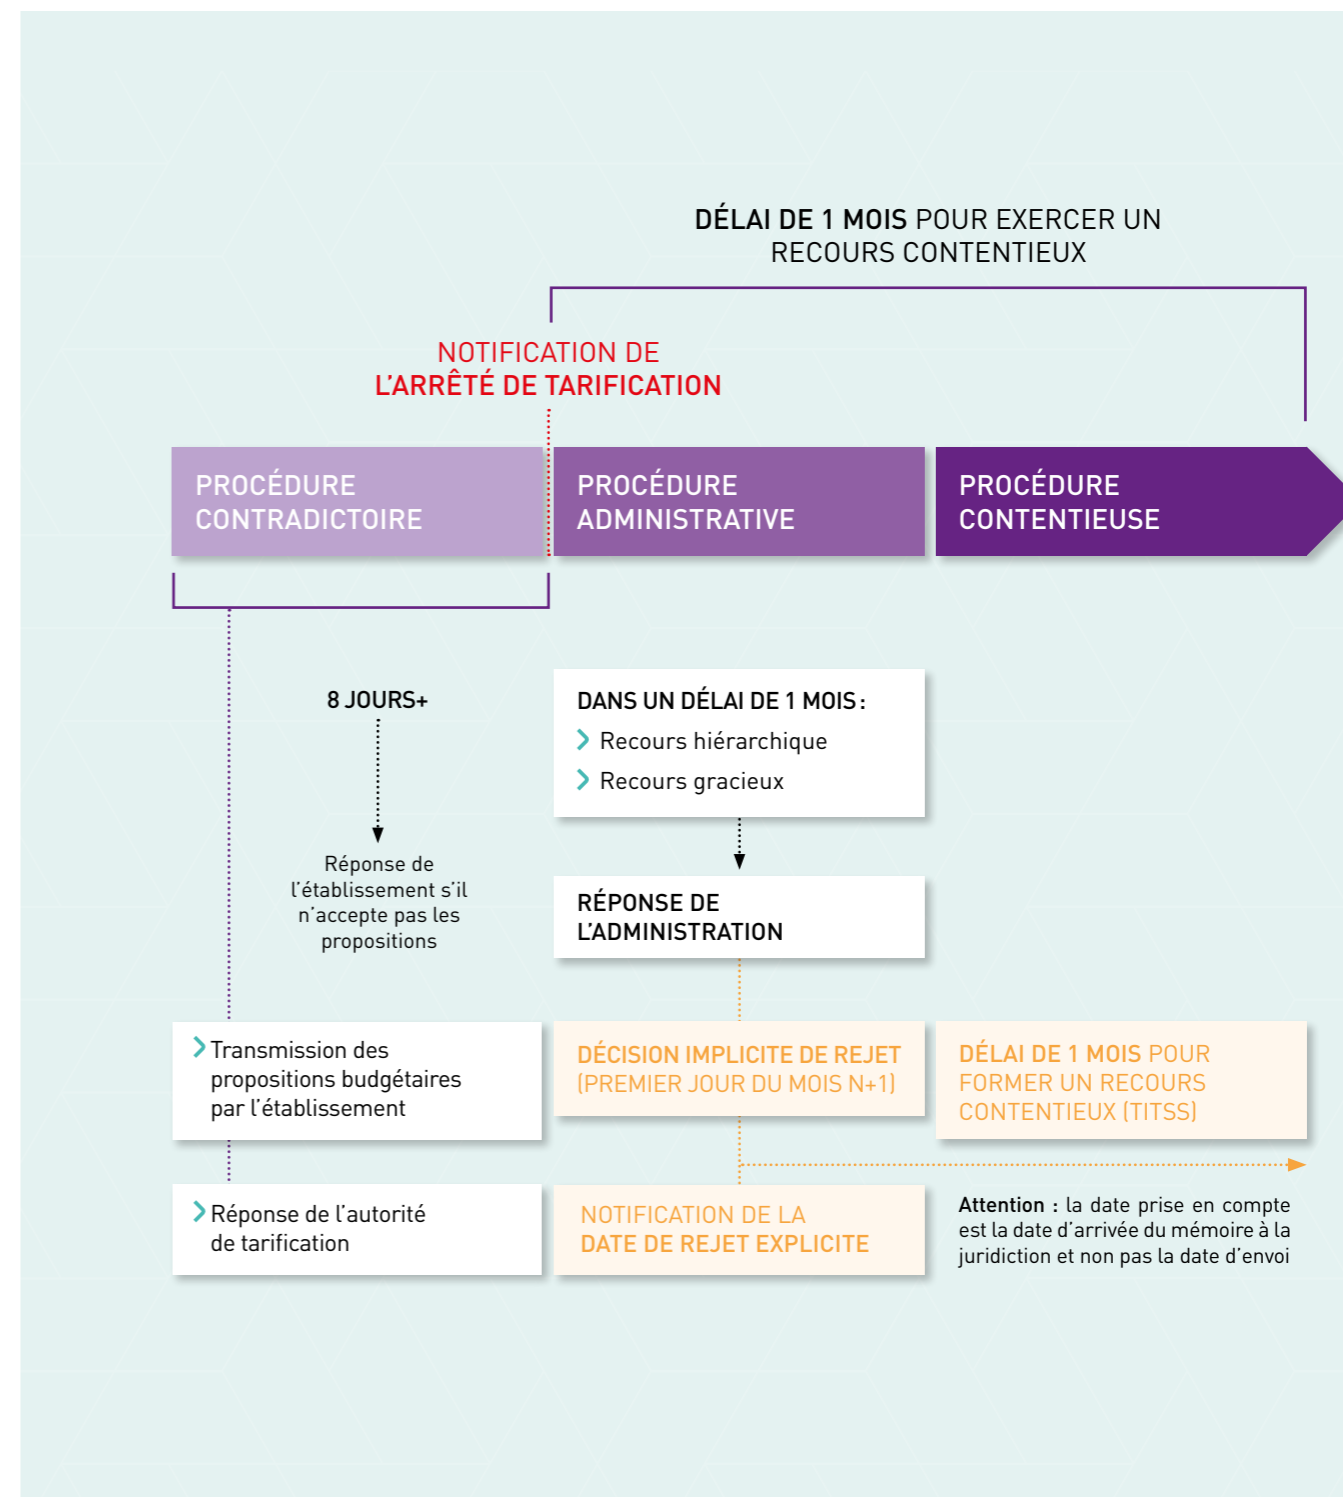 DÉLAI DE 1 MOIS POUR EXERCER UN
RECOURS CONTENTIEUX
NOTIFICATION DE
L’ARRÊTÉ DE TARIFICATION
PROCÉDURE
CONTRADICTOIRE
PROCÉDURE
ADMINISTRATIVE
PROCÉDURE
CONTENTIEUSE
8 JOURS+
Réponse de
l’établissement s’il
n’accepte pas les
propositions
DANS UN DÉLAI DE 1 MOIS :
Recours hiérarchique
Recours gracieux
RÉPONSE DE
L’ADMINISTRATION
Transmission des
propositions budgétaires
par l’établissement
DÉCISION IMPLICITE DE REJET
(PREMIER JOUR DU MOIS N+1)
DÉLAI DE 1 MOIS POUR
FORMER UN RECOURS
CONTENTIEUX (TITSS)
Réponse de l’autorité
de tarification
NOTIFICATION DE LA
DATE DE REJET EXPLICITE
Attention : la date prise en compte
est la date d’arrivée du mémoire à la
juridiction et non pas la date d’envoi